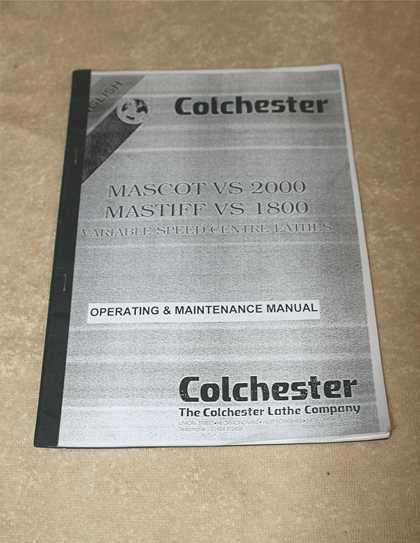 ENGLISH
Colchester
MASCOT VS 2000
MASTIFF VS 1800
VARIABLE SPEED CENTRE LATHES
OPERATING & MAINTENANCE MANUAL
Colchester
The Colchester Lathe Company